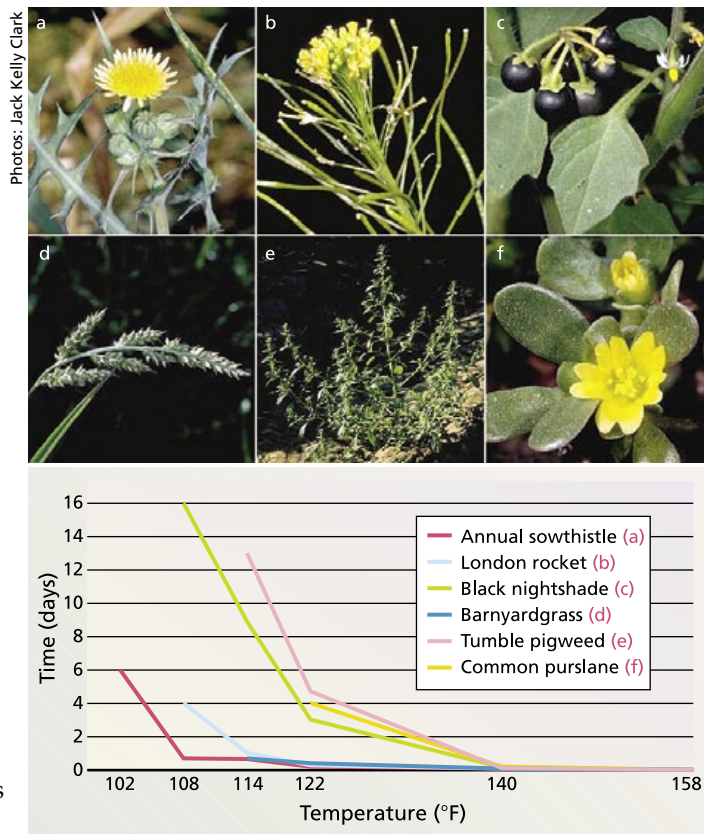 Photos: Jack Kelly Clark
a
b
c
d
e
f
Annual sowthistle (a)
London rocket (b)
Black nightshade (c)
Barnyardgrass (d)
Tumble pigweed (e)
Common purslane (f)
Time (days)
16
14
12
10
8
6
4
2
0
102
108
114
122
140
158
Temperature (°F)
s